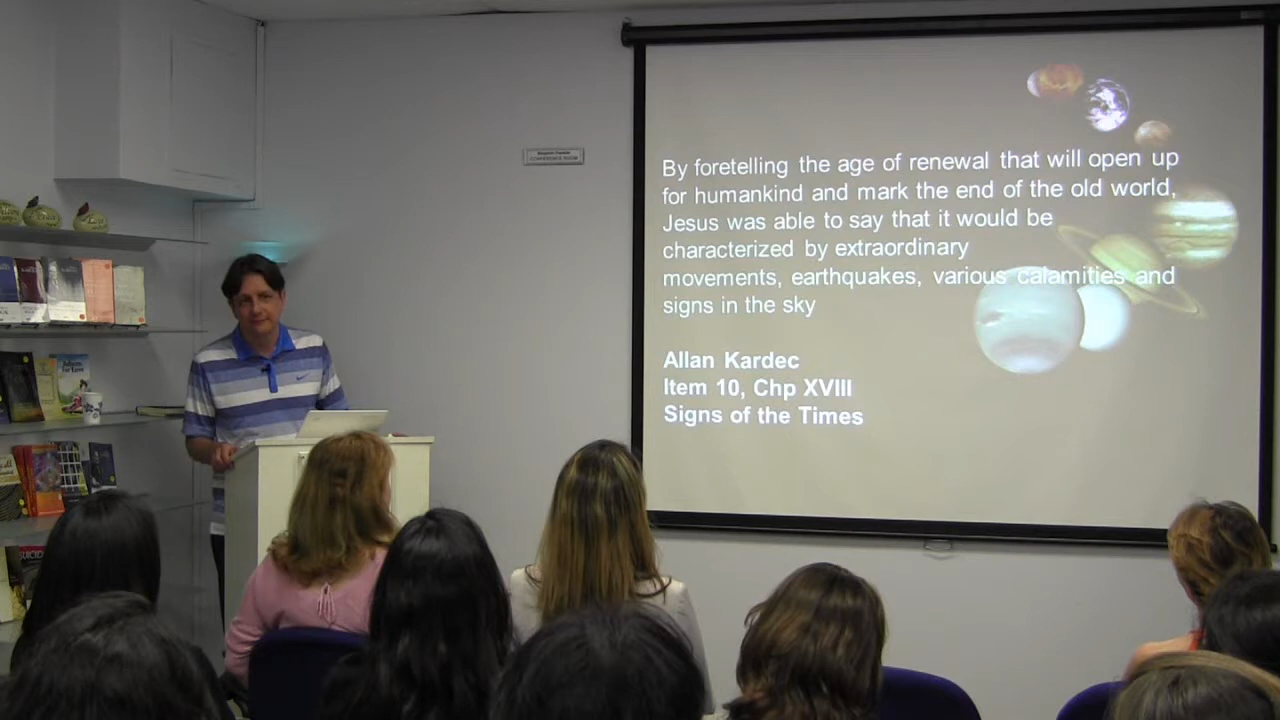 By foretelling the age of renewal that will open up
for humankind and mark the end of the old world,
Jesus was able to say that it would be
characterized by extraordinary
movements, earthquakes, various calamities and
signs in the sky
Allan Kardec
Item 10, Chp XVIII
Signs of the Times
CONFERENCE ROOM